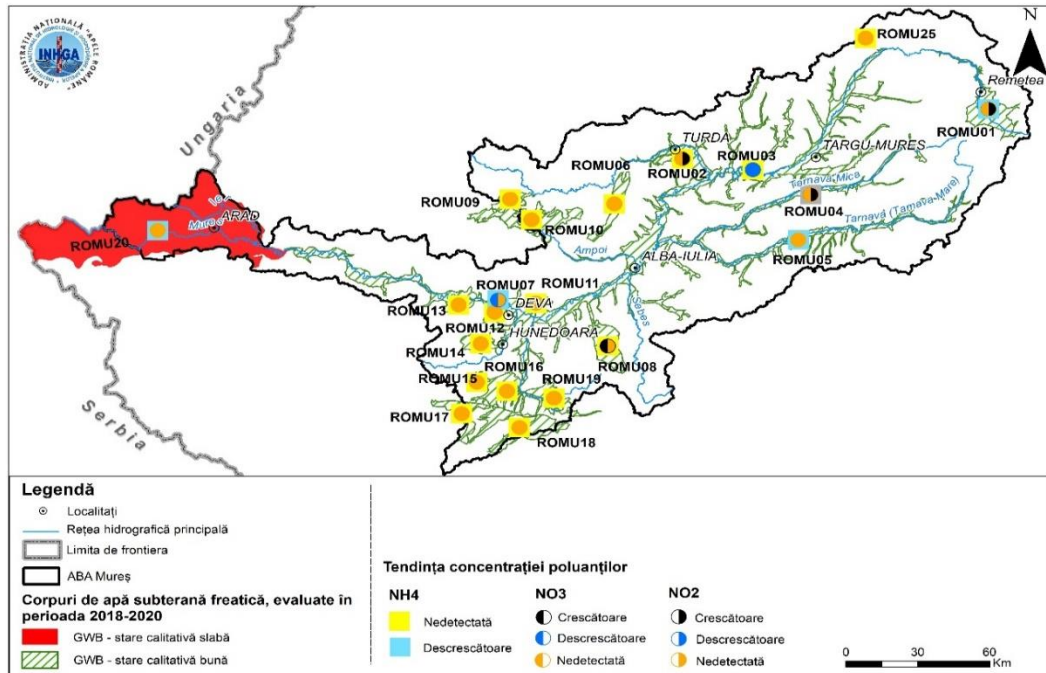 ADMINISTRAȚIA NAȚIONALĂ "APELE ROMÂNE"
INHGA
N
Ungaria
Serbia
ROMU25
Remetea
ROMU01
TURDA
ROMU02
ROMU03
TARGU-MURES
ROMU06
Tarnava Mica
ROMU04
Tarnava (Tarnava-Mare)
ROMU05
ROMU09
ROMU10
Ampoi
ALBA-IULIA
Sebes
ARAD
ROMU20
ROMU07
ROMU11
ROMU13
DEVA
ROMU12
HUNEDOARA
ROMU14
ROMU08
ROMU15
ROMU16
ROMU19
ROMU17
ROMU18
Legendă
Localitați
Rețea hidrografică principală
Limita de frontiera
ABA Mureș
Corpuri de apă subterană freatică, evaluate în
perioada 2018-2020
GWB - stare calitativă slabă
GWB - stare calitativă bună
Tendința concentrației poluanților
NH4
Nedetectată
Descrescătoare
NO3
Crescătoare
Descrescătoare
Nedetectată
NO2
Crescătoare
Descrescătoare
Nedetectată
0 30 60
Km